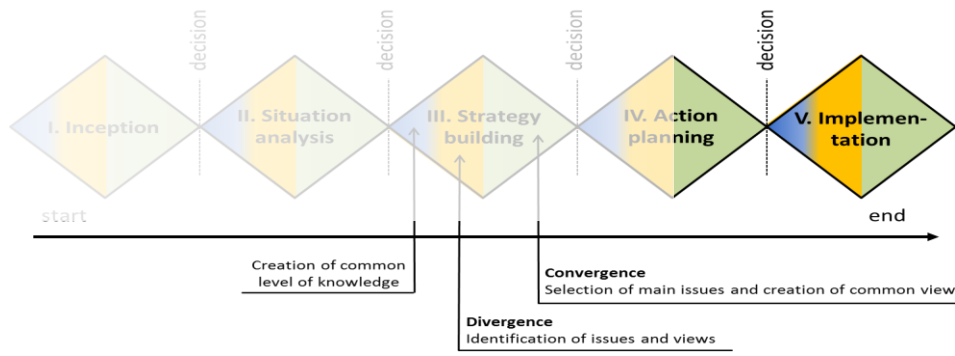 decision
decision
decision
decision
I. Inception
II. Situation
analysis
III. Strategy
building
IV. Action
planning
V. Implemen-
tation
start
end
Creation of common
level of knowledge
Convergence
Selection of main issues and creation of common view
Divergence
Identification of issues and views